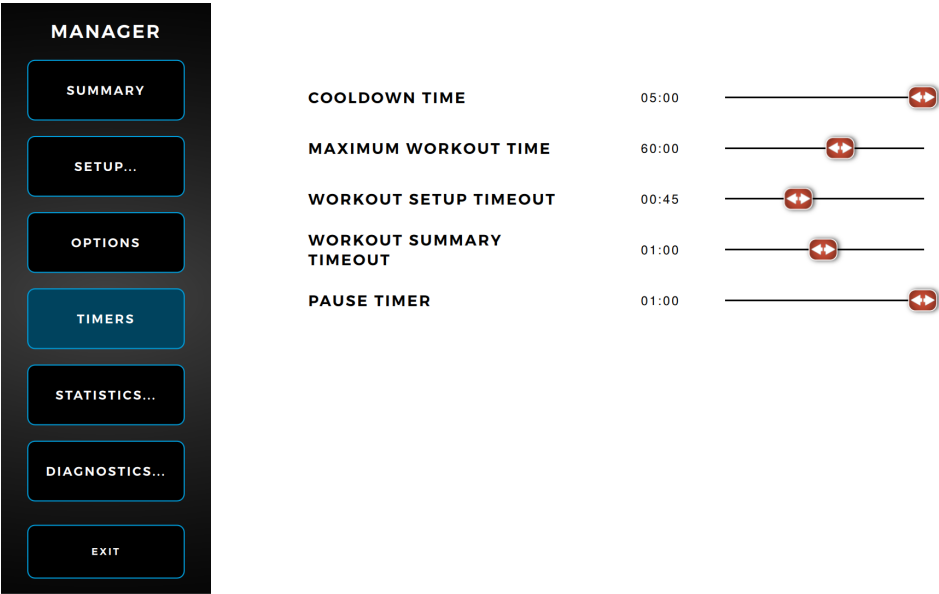 MANAGER
SUMMARY
SETUP...
OPTIONS
TIMERS
STATISTICS...
DIAGNOSTICS...
EXIT
COOLDOWN TIME 05:00
MAXIMUM WORKOUT TIME 60:00
WORKOUT SETUP TIMEOUT 00:45
WORKOUT SUMMARY
TIMEOUT 01:00
PAUSE TIMER 01:00